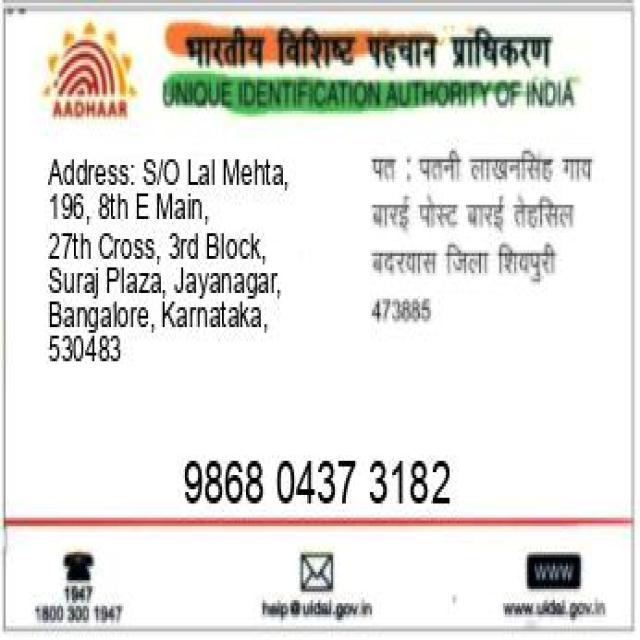 भारतीय विशिष्ट पहचान प्राधिकरण
UNIQUE IDENTIFICATION AUTHORITY OF INDIA
AADHAAR
Address: S/O Lal Mehta,
196, 8th E Main,
27th Cross, 3rd Block,
Suraj Plaza, Jayanagar,
Bangalore, Karnataka,
530483
पत : पतनी लाखनसिंह गाय
बारई पोस्ट बारई तेहसिल
बदरवास जिला शिवपुरी
473885
9868 0437 3182
1947
1800 300 1947
help@uidai.gov.in
www
www.uidai.gov.in